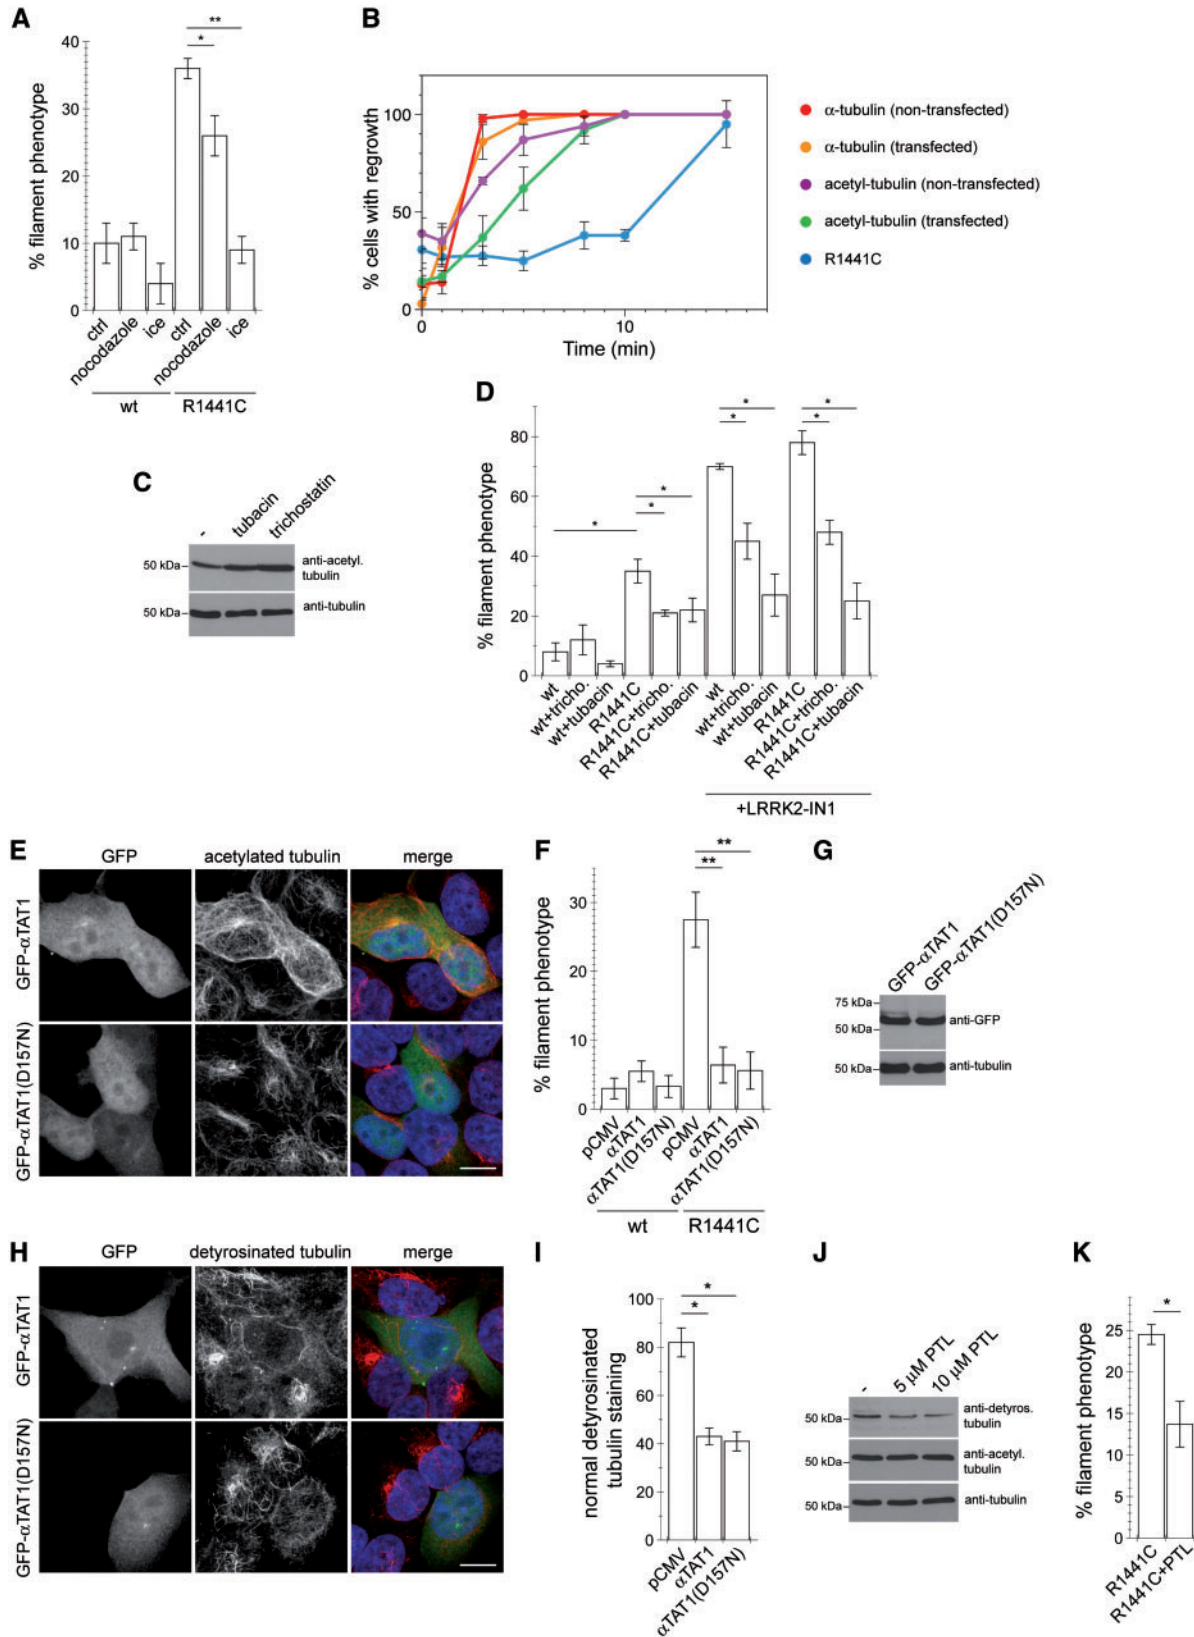 A
**
*
40
30
20
10
0
% filament phenotype
ctrl
nocodazole
ice
ctrl
nocodazole
ice
wt
R1441C
B
100
50
0
% cells with regrowth
0
10
Time (min)
α-tubulin (non-transfected)
α-tubulin (transfected)
acetyl-tubulin (non-transfected)
acetyl-tubulin (transfected)
R1441C
C
-
tubacin
trichostatin
50 kDa
anti-acetyl.
tubulin
50 kDa
anti-tubulin
D
*
*
*
*
*
*
*
80
60
40
20
0
% filament phenotype
wt
wt+tricho.
wt+tubacin
R1441C
R1441C+tricho.
R1441C+tubacin
wt
wt+tricho.
wt+tubacin
R1441C
R1441C+tricho.
R1441C+tubacin
+LRRK2-IN1
E
GFP
acetylated tubulin
merge
GFP-αTAT1
GFP-αTAT1(D157N)
F
**
**
30
20
10
0
% filament phenotype
pCMV
αTAT1
αTAT1(D157N)
pCMV
αTAT1
αTAT1(D157N)
wt
R1441C
G
GFP-αTAT1
GFP-αTAT1(D157N)
75 kDa
50 kDa
anti-GFP
50 kDa
anti-tubulin
H
GFP
detyrosinated tubulin
merge
GFP-αTAT1
GFP-αTAT1(D157N)
I
*
*
100
80
60
40
20
0
normal detyrosinated
tubulin staining
pCMV
αTAT1
αTAT1(D157N)
J
-
5 µM PTL
10 µM PTL
50 kDa
anti-detyros.
tubulin
50 kDa
anti-acetyl.
tubulin
50 kDa
anti-tubulin
K
*
25
20
15
10
5
0
% filament phenotype
R1441C
R1441C+PTL